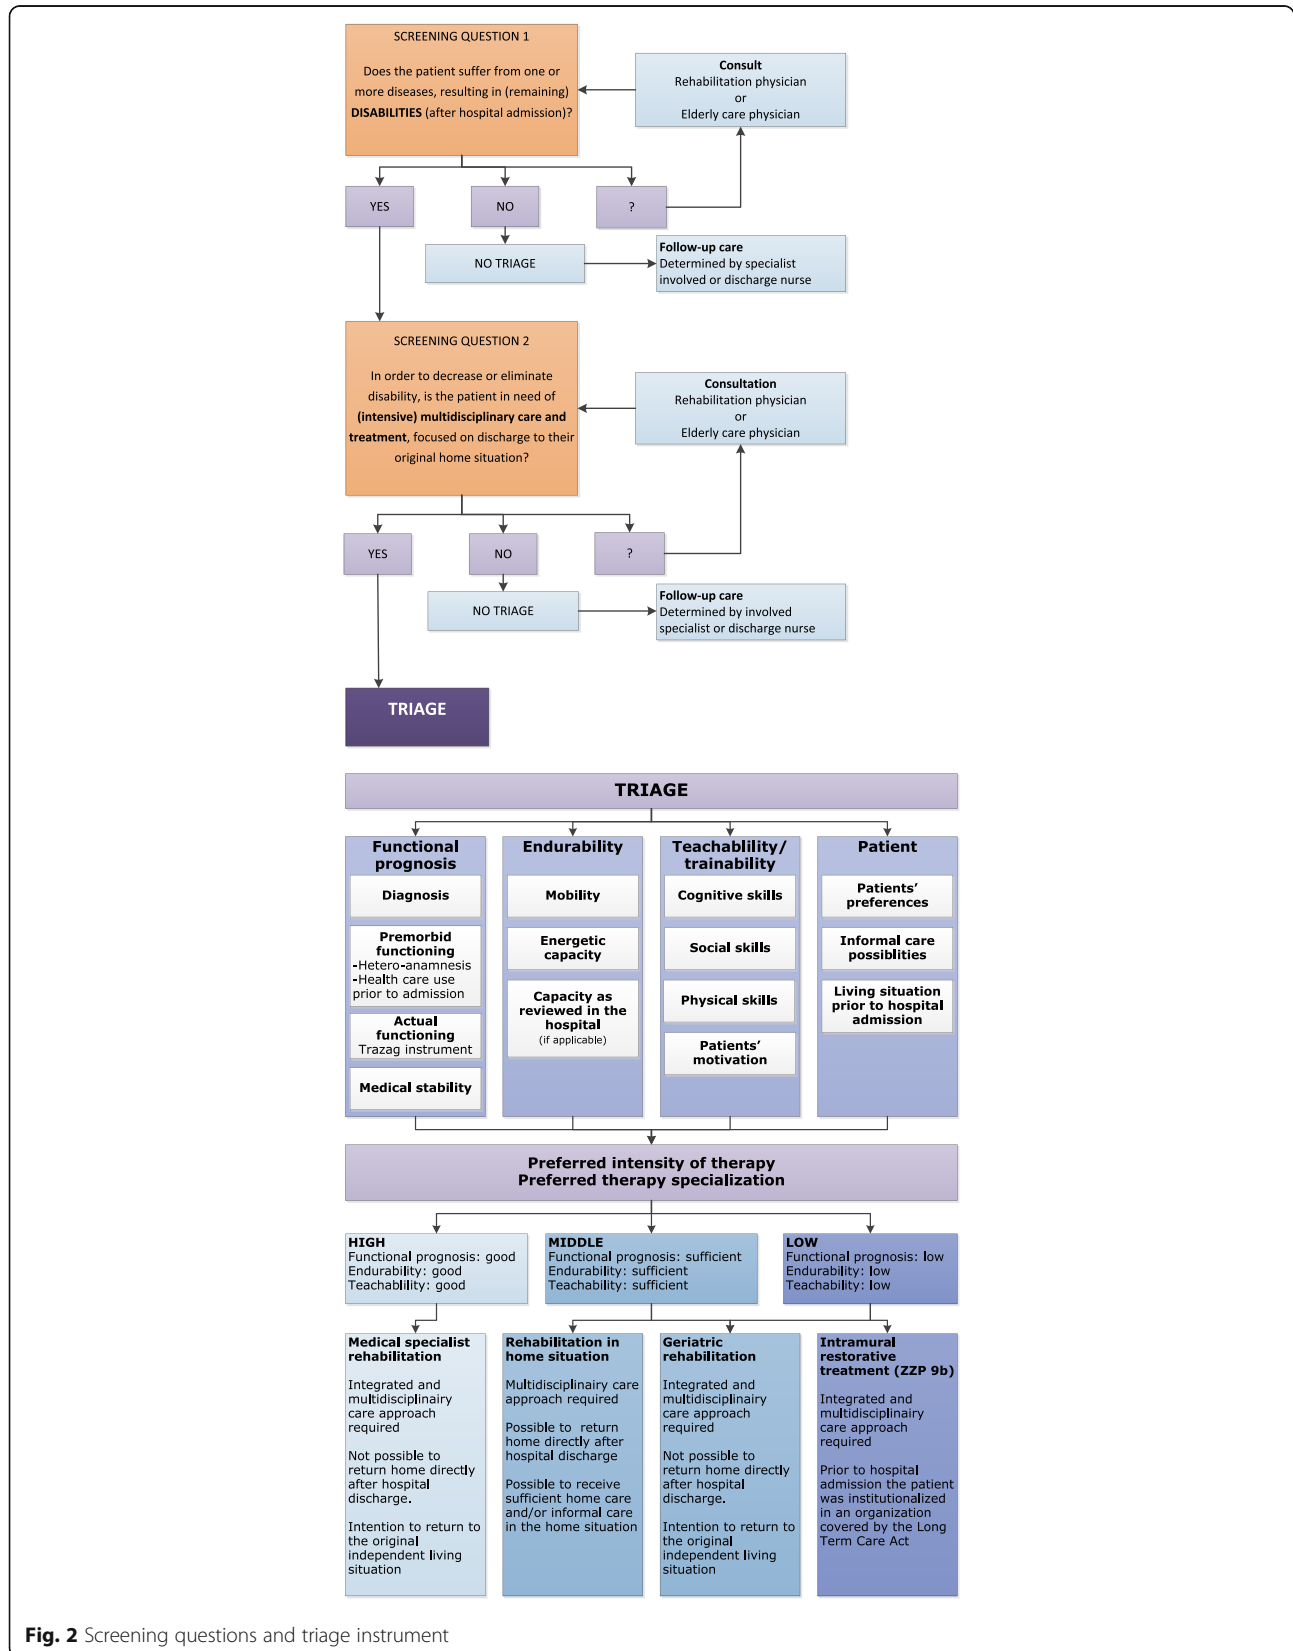 SCREENING QUESTION 1
Does the patient suffer from one or
more diseases, resulting in (remaining)
DISABILITIES (after hospital admission)?
Consult
Rehabilitation physician
or
Elderly care physician
YES
NO
?
NO TRIAGE
Follow-up care
Determined by specialist
involved or discharge nurse
SCREENING QUESTION 2
In order to decrease or eliminate
disability, is the patient in need of
(intensive) multidisciplinary care and
treatment, focused on discharge to their
original home situation?
Consultation
Rehabilitation physician
or
Elderly care physician
YES
NO
?
NO TRIAGE
Follow-up care
Determined by involved
specialist or discharge nurse
TRIAGE
TRIAGE
Functional
prognosis
Diagnosis
Premorbid
functioning
-Hetero-anamnesis
-Health care use
prior to admission
Actual
functioning
Trazag instrument
Medical stability
Endurability
Mobility
Energetic
capacity
Capacity as
reviewed in the
hospital
(if applicable)
Teachablility/
trainability
Cognitive skills
Social skills
Physical skills
Patients'
motivation
Patient
Patients'
preferences
Informal care
possiblities
Living situation
prior to hospital
admission
Preferred intensity of therapy
Preferred therapy specialization
HIGH
Functional prognosis: good
Endurability: good
Teachablility: good
MIDDLE
Functional prognosis: sufficient
Endurability: sufficient
Teachability: sufficient
LOW
Functional prognosis: low
Endurability: low
Teachability: low
Medical specialist
rehabilitation
Integrated and
multidisciplinairy
care approach
required
Not possible to
return home directly
after hospital
discharge.
Intention to return to
the original
independent living
situation
Rehabilitation in
home situation
Multidisciplinairy care
approach required
Possible to return
home directly after
hospital discharge
Possible to receive
sufficient home care
and/or informal care
in the home situation
Geriatric
rehabilitation
Integrated and
multidisciplinairy
care approach
required
Not possible to
return home directly
after hospital
discharge.
Intention to return to
the original
independent living
situation
Intramural
restorative
treatment (ZZP 9b)
Integrated and
multidisciplinairy
care approach
required
Prior to hospital
admission the patient
was institutionalized
in an organization
covered by the Long
Term Care Act
Fig. 2 Screening questions and triage instrument